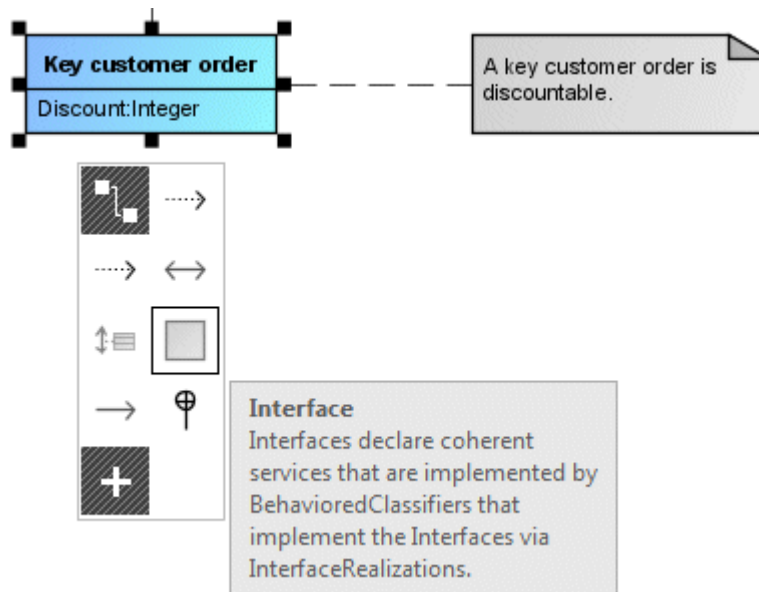 Key customer order
Discount:Integer
A key customer order is
discountable.
Interface
Interfaces declare coherent
services that are implemented by
BehavioredClassifiers that
implement the Interfaces via
InterfaceRealizations.